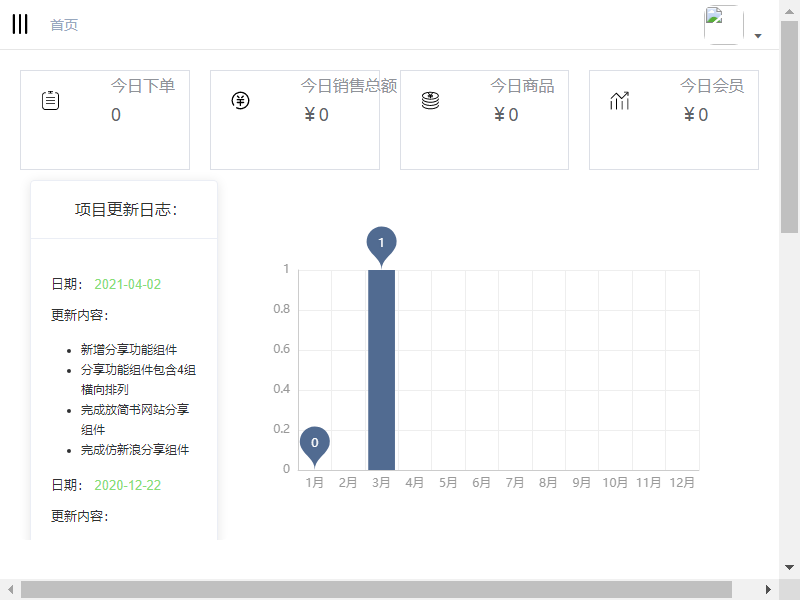 首页
今日下单
0
今日销售总额
¥ 0
今日商品
¥ 0
今日会员
¥ 0
项目更新日志：
日期： 2021-04-02
更新内容：
新增分享功能组件
分享功能组件包含4组
横向排列
完成放简书网站分享
组件
完成仿新浪分享组件
日期： 2020-12-22
更新内容：
1
0
1
0.8
0.6
0.4
0.2
0
1月 2月 3月 4月 5月 6月 7月 8月 9月 10月 11月 12月